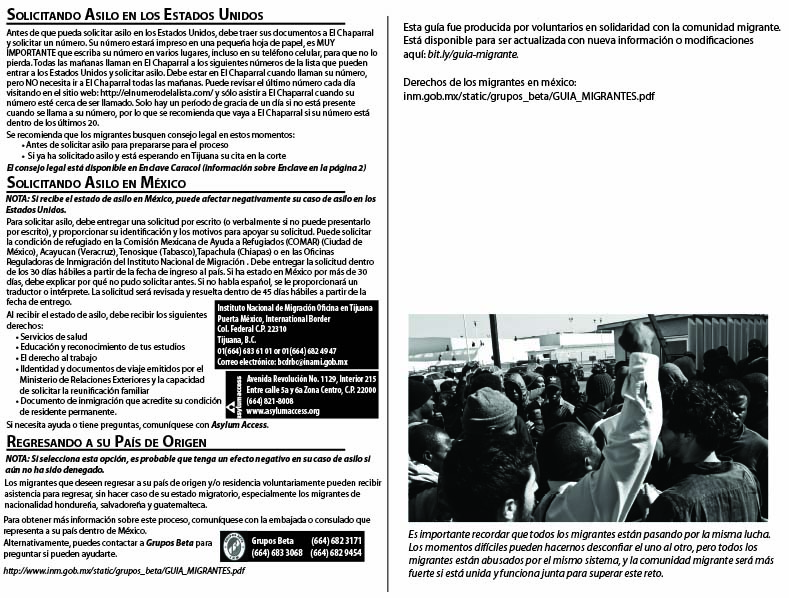 SOLICITANDO ASILO EN LOS ESTADOS UNIDOS
Antes de que pueda solicitar asilo en los Estados Unidos, debe traer sus documentos a El Chaparral
y solicitar un número. Su número estará impreso en una pequeña hoja de papel, es MUY
IMPORTANTE que escriba su número en varios lugares, incluso en su teléfono celular, para que no lo
pierda. Todas las mañanas llaman en El Chaparral a los siguientes números de la lista que pueden
entrar a los Estados Unidos y solicitar asilo. Debe estar en El Chaparral cuando llaman su número,
pero NO necesita ir a El Chaparral todas las mañanas. Puede revisar el último número cada día
visitando en el sitio web: http://elnumerodelalista.com/ y sólo asistir a El Chaparral cuando su
número esté cerca de ser llamado. Solo hay un período de gracia de un día si no está presente
cuando se llama a su número, por lo que se recomienda que vaya a El Chaparral si su número está
dentro de los últimos 20.
Se recomienda que los migrantes busquen consejo legal en estos momentos:
• Antes de solicitar asilo para prepararse para el proceso
• Si ya ha solicitado asilo y está esperando en Tijuana su cita en la corte
El consejo legal está disponible en Enclave Caracol (información sobre Enclave en la página 2)
SOLICITANDO ASILO EN MÉXICO
NOTA: Si recibe el estado de asilo en México, puede afectar negativamente su caso de asilo en los
Estados Unidos.
Para solicitar asilo, debe entregar una solicitud por escrito (o verbalmente si no puede presentarlo
por escrito), y proporcionar su identificación y los motivos para apoyar su solicitud. Puede solicitar
la condición de refugiado en la Comisión Mexicana de Ayuda a Refugiados (COMAR) (Ciudad de
México), Acayucan (Veracruz), Tenosique (Tabasco),Tapachula (Chiapas) o en las Oficinas
Reguladoras de Inmigración del Instituto Nacional de Migración . Debe entregar la solicitud dentro
de los 30 días hábiles a partir de la fecha de ingreso al país. Si ha estado en México por más de 30
días, debe explicar por qué no pudo solicitar antes. Si no habla español, se le proporcionará un
traductor o intérprete. La solicitud será revisada y resuelta dentro de 45 días hábiles a partir de la
fecha de entrego.
Al recibir el estado de asilo, debe recibir los siguientes
derechos:
• Servicios de salud
• Educación y reconocimiento de tus estudios
• El derecho al trabajo
• IIdentidad y documentos de viaje emitidos por el
Ministerio de Relaciones Exteriores y la capacidad
de solicitar la reunificación familiar
• Documento de inmigración que acredite su condición
de residente permanente.
Instituto Nacional de Migración Oficina en Tijuana
Puerta México, International Border
Col. Federal C.P. 22310
Tijuana, B.C.
01(664) 683 61 01 or 01(664) 682 49 47
Correo electrónico: bcdrbc@inami.gob.mx
asylumaccess
Avenida Revolución No. 1129, Interior 215
Entre calle 5a y 6a Zona Centro, C.P. 22000
(664) 821-8008
www.asylumaccess.org
Si necesita ayuda o tiene preguntas, comuníquese con Asylum Access.
REGRESANDO A SU PAÍS DE ORIGEN
NOTA: Si selecciona esta opción, es probable que tenga un efecto negativo en su caso de asilo si
aún no ha sido denegado.
Los migrantes que deseen regresar a su país de origen y/o residencia voluntariamente pueden recibir
asistencia para regresar, sin hacer caso de su estado migratorio, especialmente los migrantes de
nacionalidad hondureña, salvadoreña y guatemalteca.
Para obtener más información sobre este proceso, comuníquese con la embajada o consulado que
representa a su país dentro de México.
Alternativamente, puedes contactar a Grupos Beta para
preguntar si pueden ayudarte.
Grupos Beta (664) 682 3171
(664) 683 3068 (664) 682 9454
http://www.inm.gob.mx/static/grupos_beta/GUIA_MIGRANTES.pdf
Esta guía fue producida por voluntarios en solidaridad con la comunidad migrante.
Está disponible para ser actualizada con nueva información o modificaciones
aquí: bit.ly/guia-migrante.
Derechos de los migrantes en méxico:
inm.gob.mx/static/grupos_beta/GUIA_MIGRANTES.pdf
Es importante recordar que todos los migrantes están pasando por la misma lucha.
Los momentos difíciles pueden hacernos desconfiar el uno al otro, pero todos los
migrantes están abusados por el mismo sistema, y la comunidad migrante será más
fuerte si está unida y funciona junta para superar este reto.